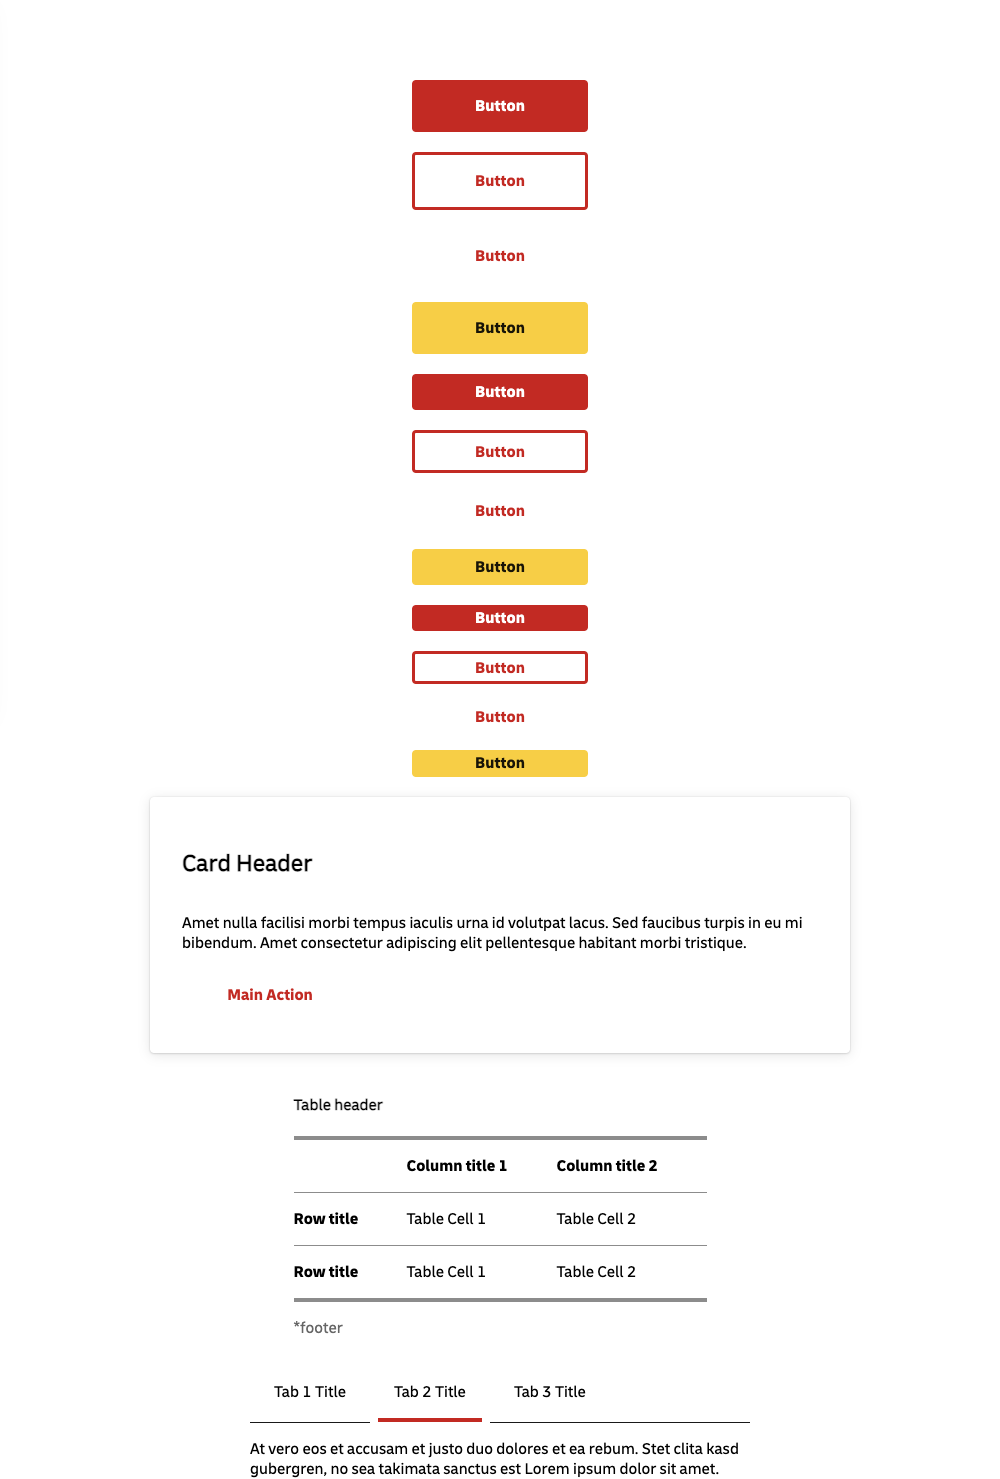 Button
Button
Button
Button
Button
Button
Button
Button
Button
Button
Button
Button
Card Header
Amet nulla facilisi morbi tempus iaculis urna id volutpat lacus. Sed faucibus turpis in eu mi
bibendum. Amet consectetur adipiscing elit pellentesque habitant morbi tristique.
Main Action
Table header
Column title 1 Column title 2
Row title Table Cell 1 Table Cell 2
Row title Table Cell 1 Table Cell 2
*footer
Tab 1 Title Tab 2 Title Tab 3 Title
At vero eos et accusam et justo duo dolores et ea rebum. Stet clita kasd
gubergren, no sea takimata sanctus est Lorem ipsum dolor sit amet.